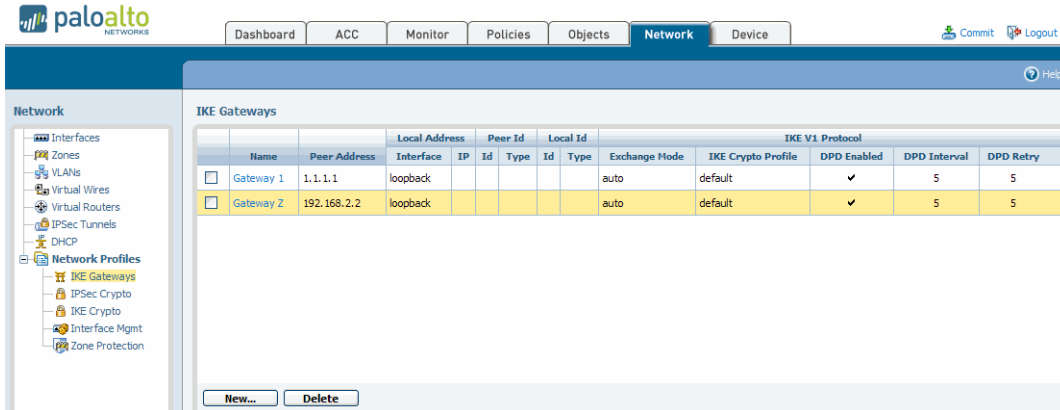 paloalto
NETWORKS
Dashboard ACC Monitor Policies Objects Network Device Commit Logout
Help
Network
Interfaces
Zones
VLANs
Virtual Wires
Virtual Routers
IPSec Tunnels
DHCP
Network Profiles
IKE Gateways
IPSec Crypto
IKE Crypto
Interface Mgmt
Zone Protection
IKE Gateways
Local Address Peer Id Local Id IKE V1 Protocol
Name Peer Address Interface IP Id Type Id Type Exchange Mode IKE Crypto Profile DPD Enabled DPD Interval DPD Retry
Gateway 1 1.1.1.1 loopback auto default 5 5
Gateway Z 192.168.2.2 loopback auto default 5 5
New... Delete